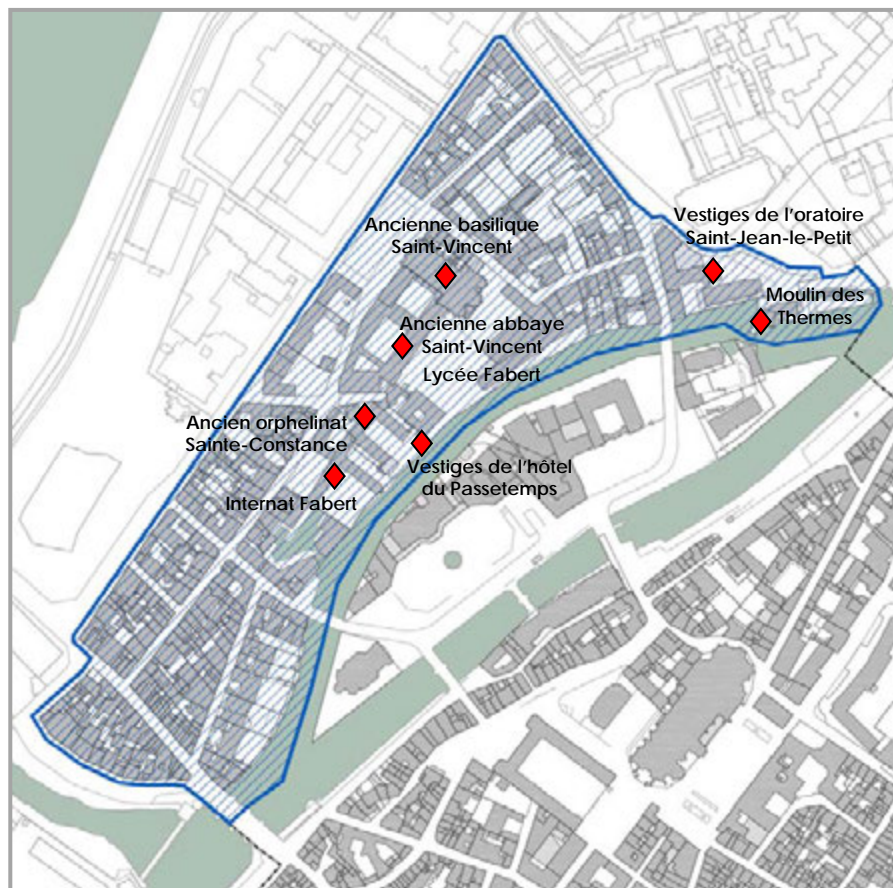 Ancienne basilique
Saint-Vincent
Vestiges de l'oratoire
Saint-Jean-le-Petit
Moulin des
Thermes
Ancienne abbaye
Saint-Vincent
Lycée Fabert
Ancien orphelinat
Sainte-Constance
Vestiges de l'hôtel
du Passetemps
Internat Fabert